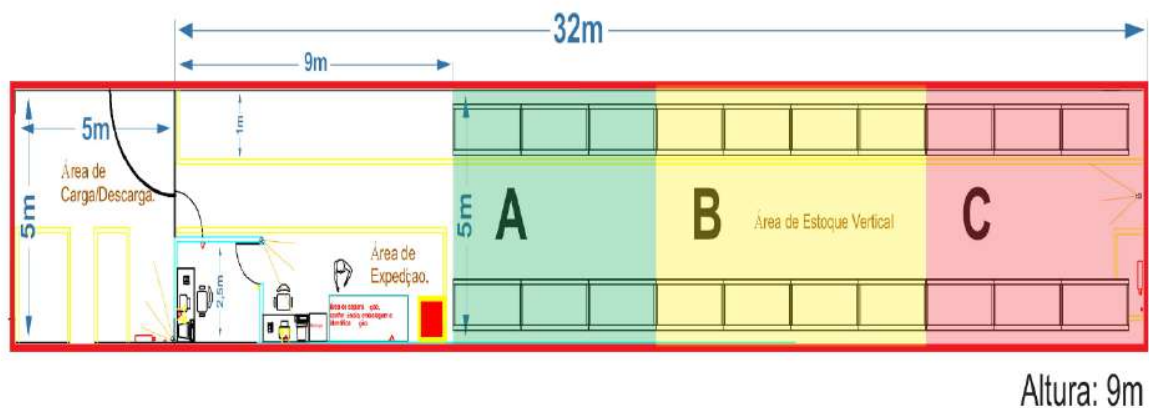 32m
9m
5m
1m
Área de
Carga/Descarga.
5m
5m
A
B
Área de Estoque Vertical
C
Área de
Expediçao.
2,5m
Altura: 9m